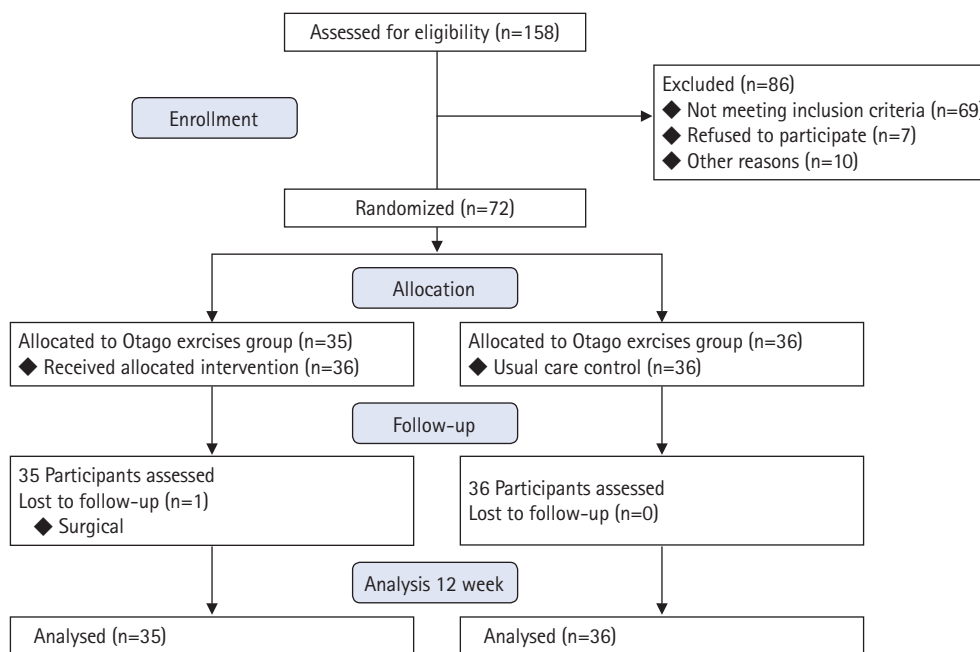 Assessed for eligibility (n=158)
Enrollment
Excluded (n=86)
◆ Not meeting inclusion criteria (n=69)
◆ Refused to participate (n=7)
◆ Other reasons (n=10)
Randomized (n=72)
Allocation
Allocated to Otago exrcises group (n=35)
◆ Received allocated intervention (n=36)
Allocated to Otago exrcises group (n=36)
◆ Usual care control (n=36)
Follow-up
35 Participants assessed
Lost to follow-up (n=1)
◆ Surgical
36 Participants assessed
Lost to follow-up (n=0)
Analysis 12 week
Analysed (n=35)
Analysed (n=36)